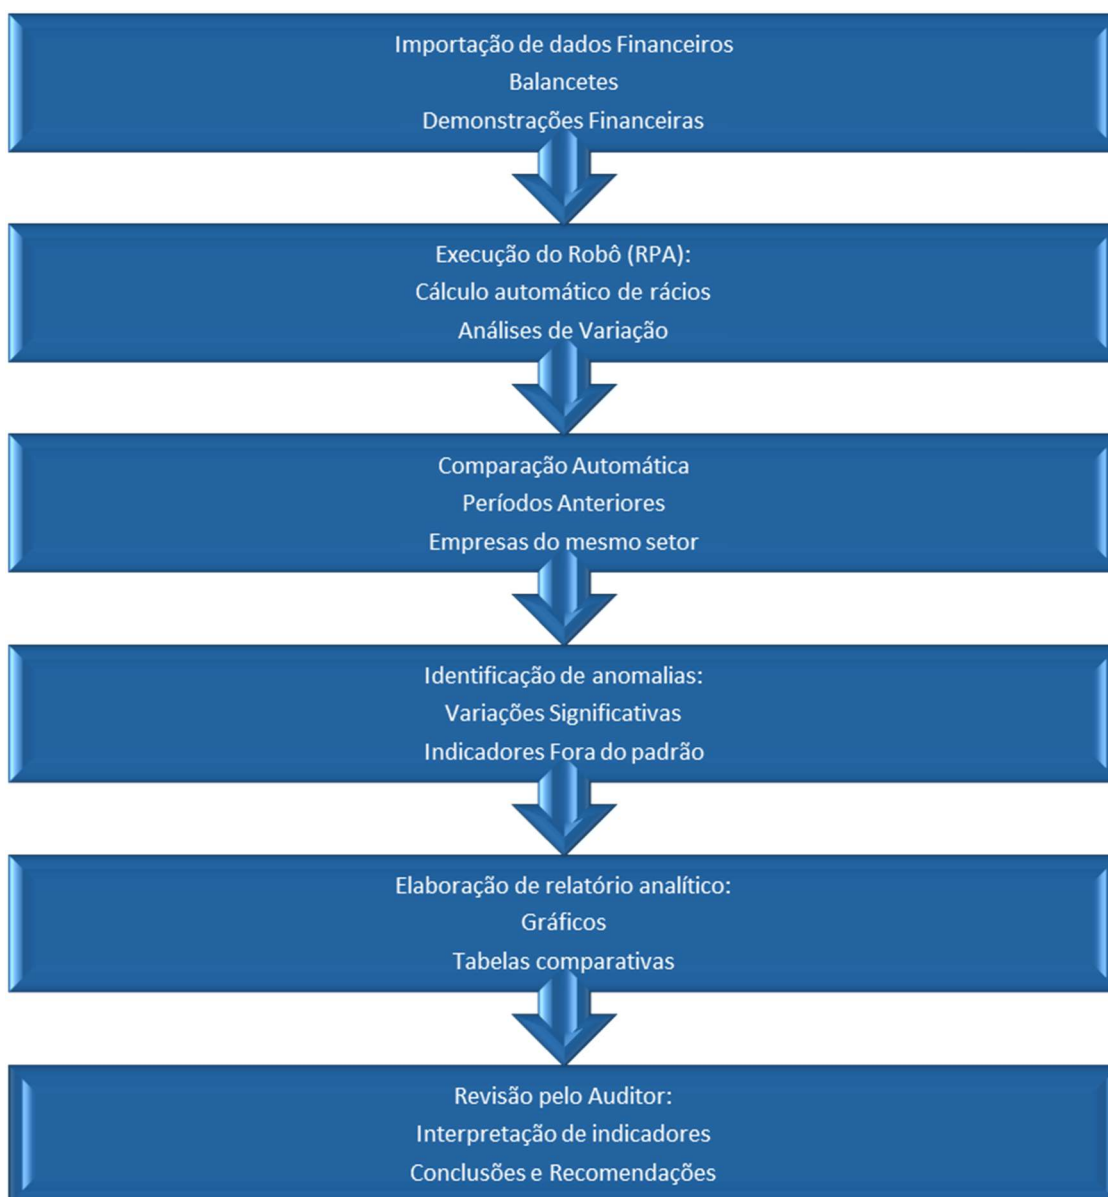 Importação de dados Financeiros
Balancetes
Demonstrações Financeiras
Execução do Robô (RPA):
Cálculo automático de rácios
Análises de Variação
Comparação Automática
Períodos Anteriores
Empresas do mesmo setor
Identificação de anomalias:
Variações Significativas
Indicadores Fora do padrão
Elaboração de relatório analítico:
Gráficos
Tabelas comparativas
Revisão pelo Auditor:
Interpretação de indicadores
Conclusões e Recomendações